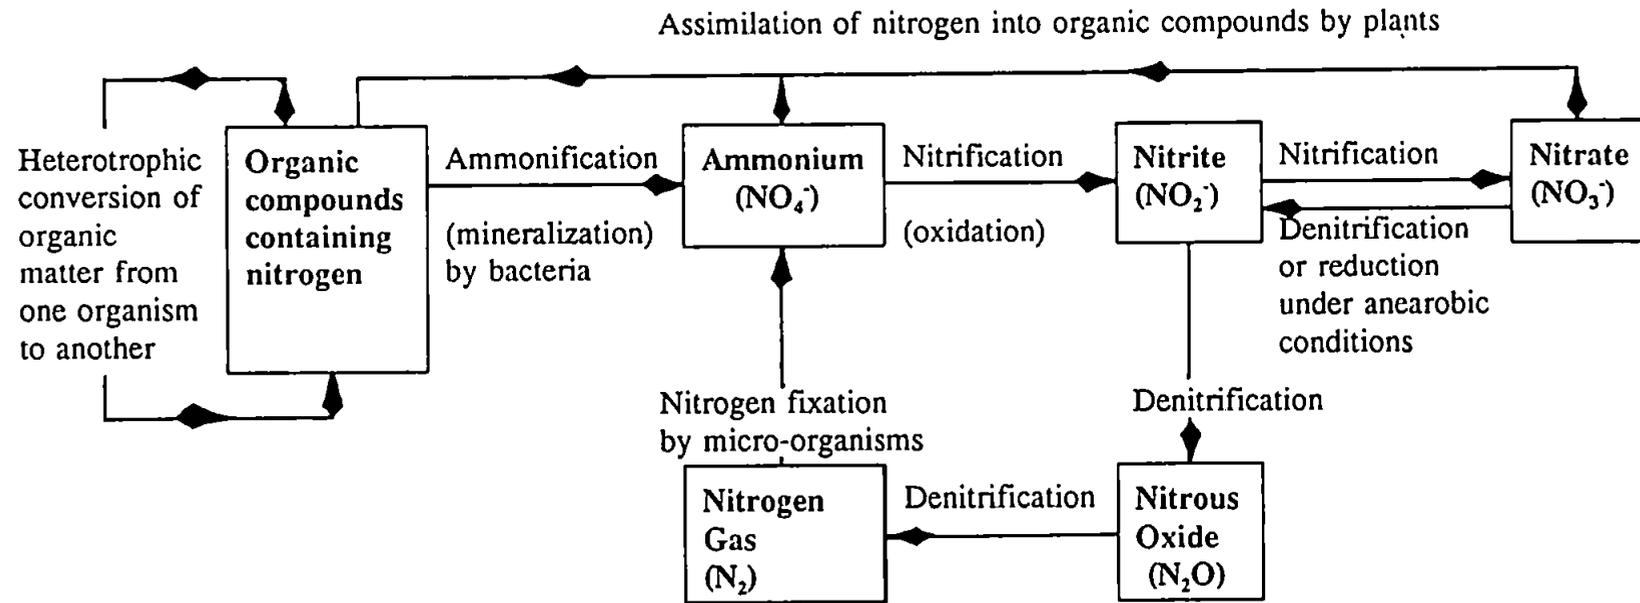 Assimilation of nitrogen into organic compounds by plants
Heterotrophic
conversion of
organic
matter from
one organism
to another
Organic
compounds
containing
nitrogen
Ammonification
(mineralization)
by bacteria
Ammonium
(NO₄⁻)
Nitrification
(oxidation)
Nitrite
(NO₂⁻)
Nitrification
Denitrification
or reduction
under anearobic
conditions
Nitrate
(NO₃⁻)
Nitrogen fixation
by micro-organisms
Denitrification
Nitrogen
Gas
(N₂)
Denitrification
Nitrous
Oxide
(N₂O)